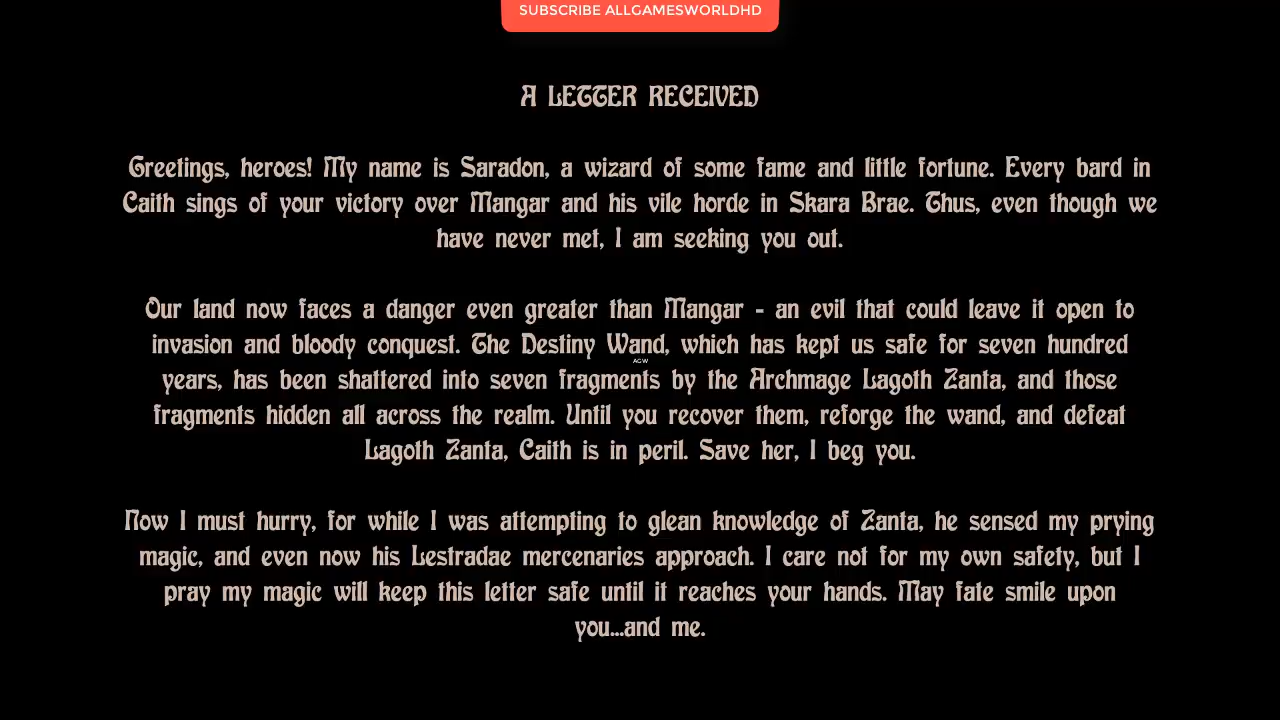 SUBSCRIBE ALLGAMESWORLDHD
A LETTER RECEIVED
Greetings, heroes! My name is Saradon, a wizard of some fame and little fortune. Every bard in
Caith sings of your victory over Mangar and his vile horde in Skara Brae. Thus, even though we
have never met, I am seeking you out.
Our land now faces a danger even greater than Mangar - an evil that could leave it open to
invasion and bloody conquest. The Destiny Wand, which has kept us safe for seven hundred
AGW
years, has been shattered into seven fragments by the Archmage Lagoth Zanta, and those
fragments hidden all across the realm. Until you recover them, reforge the wand, and defeat
Lagoth Zanta, Caith is in peril. Save her, I beg you.
Now I must hurry, for while I was attempting to glean knowledge of Zanta, he sensed my prying
magic, and even now his Lestradae mercenaries approach. I care not for my own safety, but I
pray my magic will keep this letter safe until it reaches your hands. May fate smile upon
you...and me.